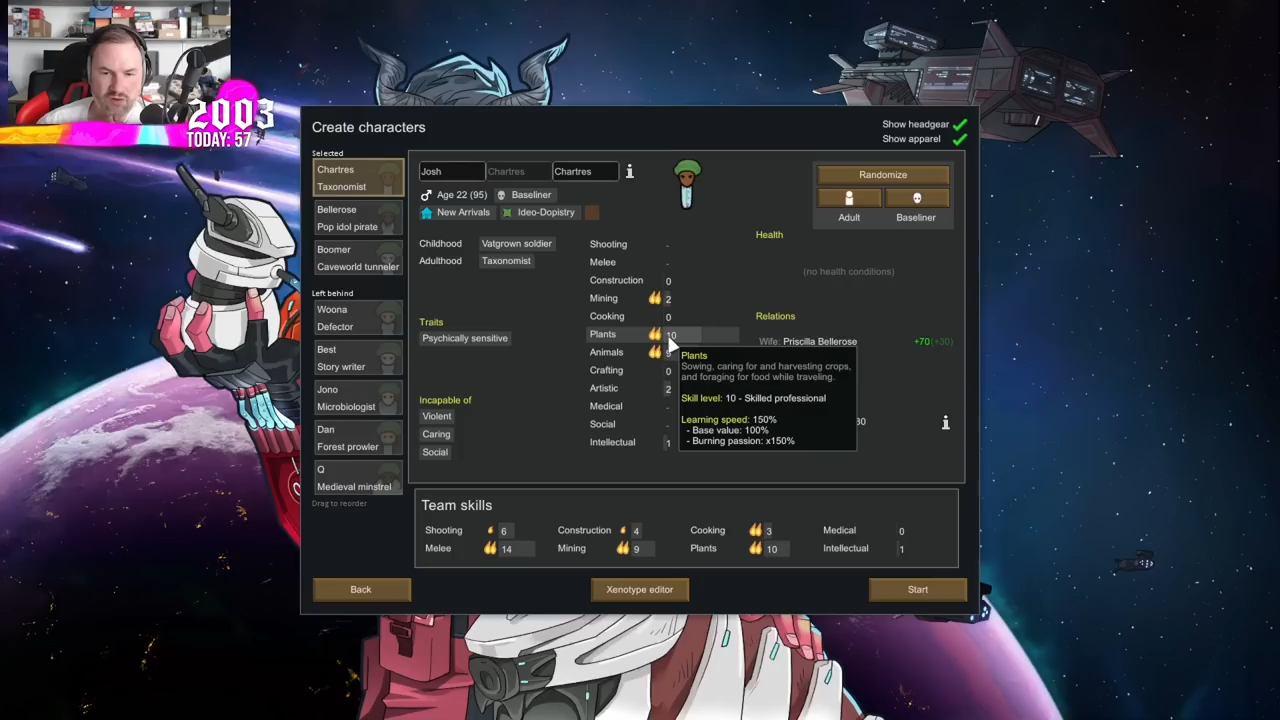 2003
TODAY: 57
Create characters
Show headgear
Show apparel
Selected
Chartres
Taxonomist
Bellerose
Pop idol pirate
Boomer
Caveworld tunneler
Left behind
Woona
Defector
Best
Story writer
Jono
Microbiologist
Dan
Forest prowler
Q
Medieval minstrel
Drag to reorder
Josh Chartres Chartres
Age 22 (95) Baseliner
New Arrivals Ideo-Dopistry
Childhood Vatgrown soldier
Adulthood Taxonomist
Traits
Psychically sensitive
Incapable of
Violent
Caring
Social
Shooting -
Melee -
Construction 0
Mining 2
Cooking 0
Plants 10
Animals
Crafting 0
Artistic 2
Medical -
Social -
Intellectual 1
Randomize
Adult Baseliner
Health
(no health conditions)
Relations
Wife: Priscilla Bellerose +70(+30)
Plants
Sowing, caring for and harvesting crops,
and foraging for food while traveling.
Skill level: 10 - Skilled professional
Learning speed: 150%
- Base value: 100%
- Burning passion: x150%
Team skills
Shooting 6 Construction 4 Cooking 3 Medical 0
Melee 14 Mining 9 Plants 10 Intellectual 1
Back Xenotype editor Start